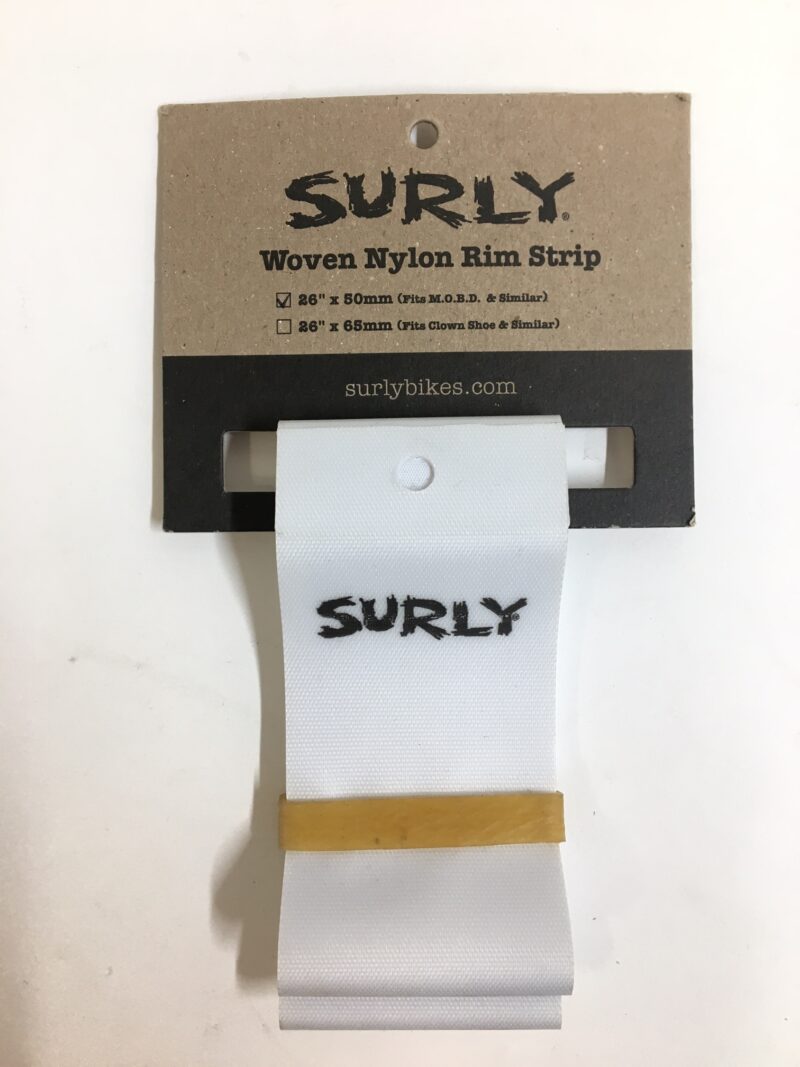 SURLY®
Woven Nylon Rim Strip
☑ 26" x 50mm (Fits M.O.B.D. & Similar)
☐ 26" x 65mm (Fits Clown Shoe & Similar)
surlybikes.com
SURLY®